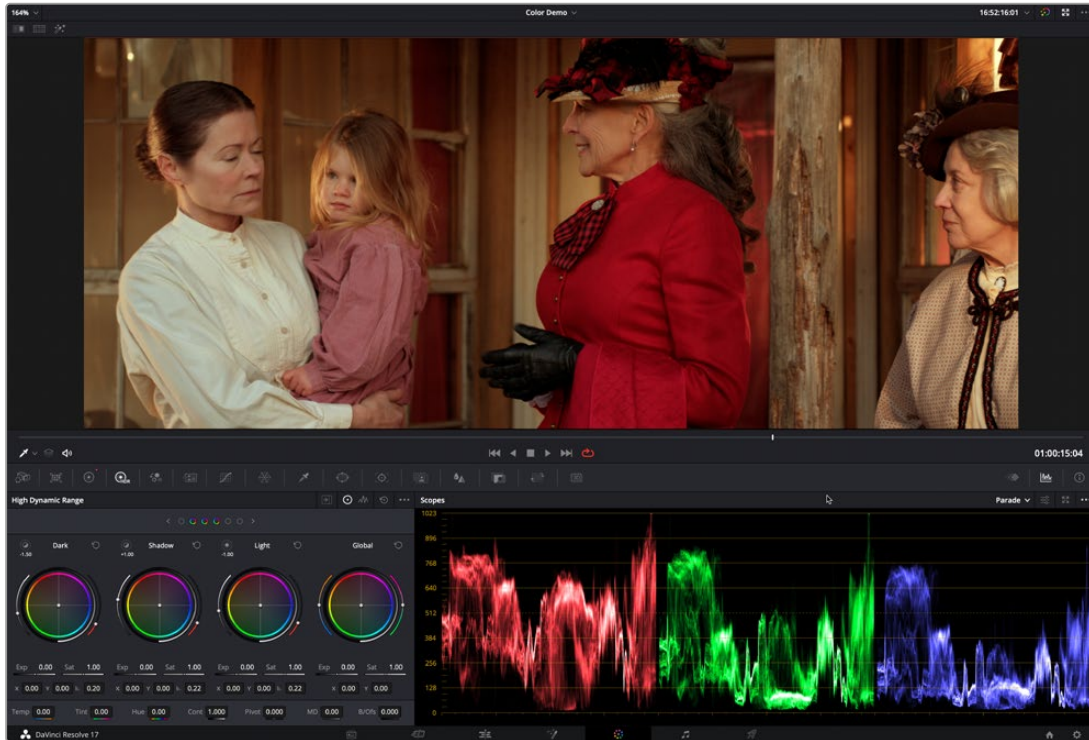 164% Color Demo 16:52:16:01
01:00:15:04
High Dynamic Range Scopes Parade
Dark Shadow Light Global
-1.50 +1.00 -1.00
Exp 0.00 Sat 1.00 Exp 0.00 Sat 1.00 Exp 0.00 Sat 1.00 Exp 0.00 Sat 1.00
X 0.00 Y 0.00 0.20 X 0.00 Y 0.00 0.22 X 0.00 Y 0.00 0.22 X 0.00 Y 0.00
Temp 0.00 Tint 0.00 Hue 0.00 Cont 1.000 Pivot 0.000 MD 0.00 B/Ofs 0.000
1023
896
768
640
512
384
256
128
0
DaVinci Resolve 17